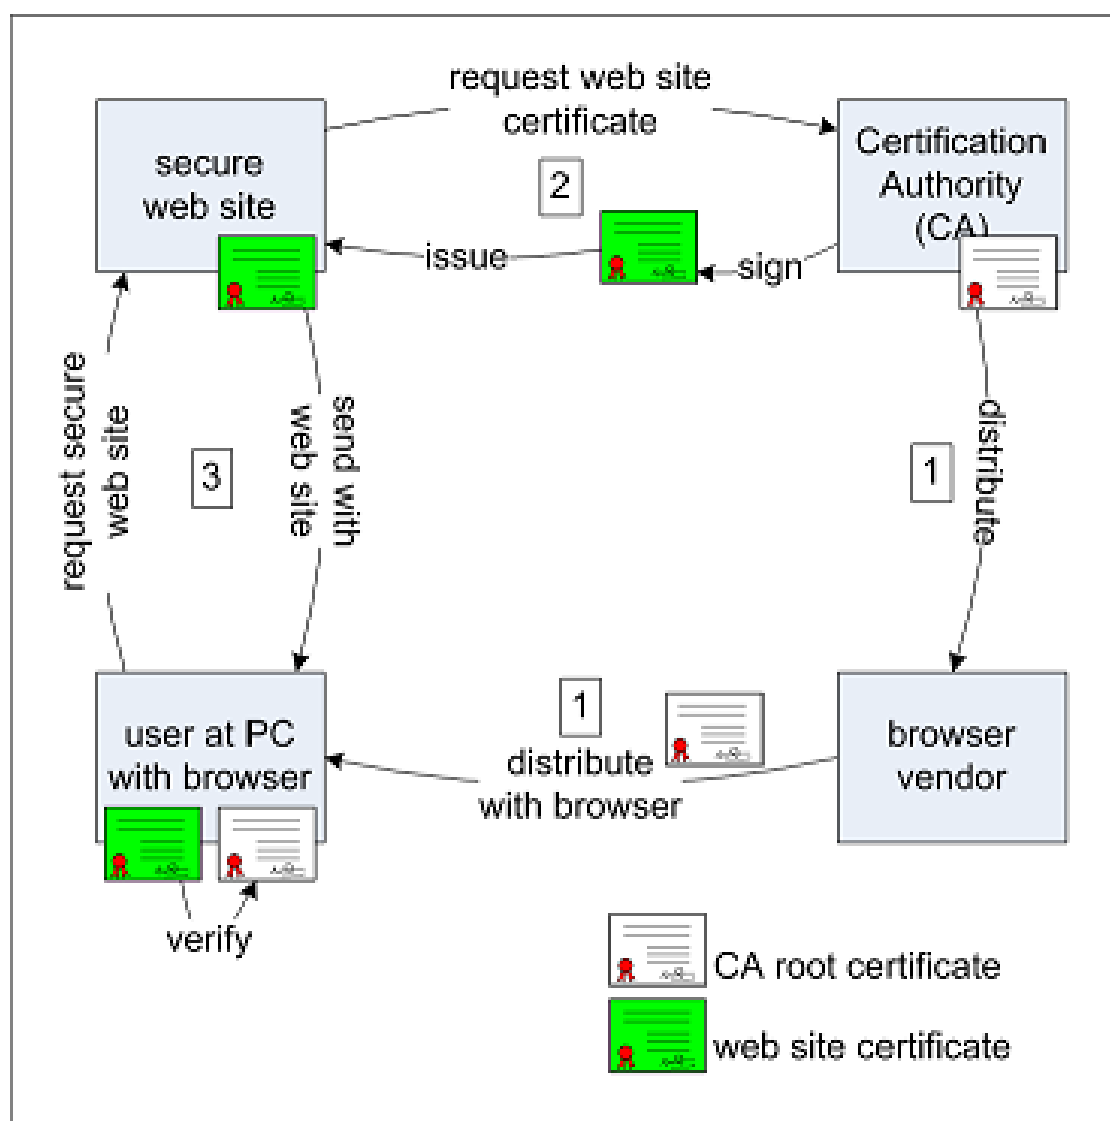 request web site
certificate
secure
web site
Certification
Authority
(CA)
2
issue
sign
request secure
web site
3
send with
web site
1
distribute
user at PC
with browser
1
distribute
with browser
browser
vendor
verify
CA root certificate
web site certificate